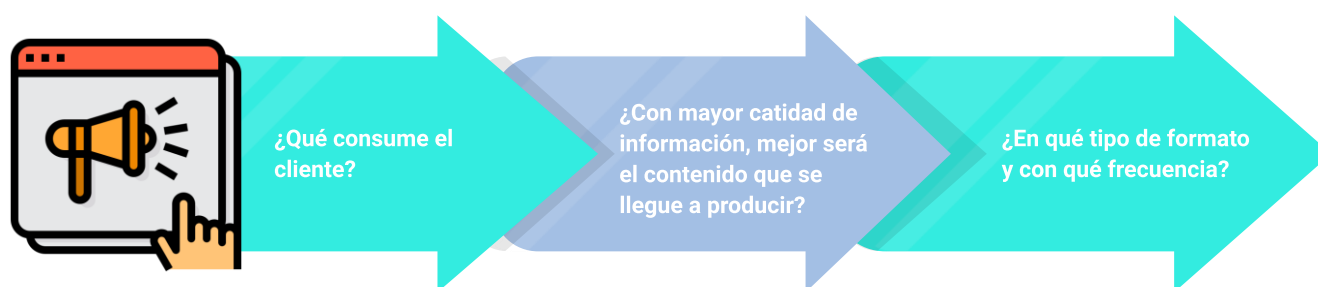 ¿Qué consume el
cliente?
¿Con mayor catidad de
información, mejor será
el contenido que se
llegue a producir?
¿En qué tipo de formato
y con qué frecuencia?